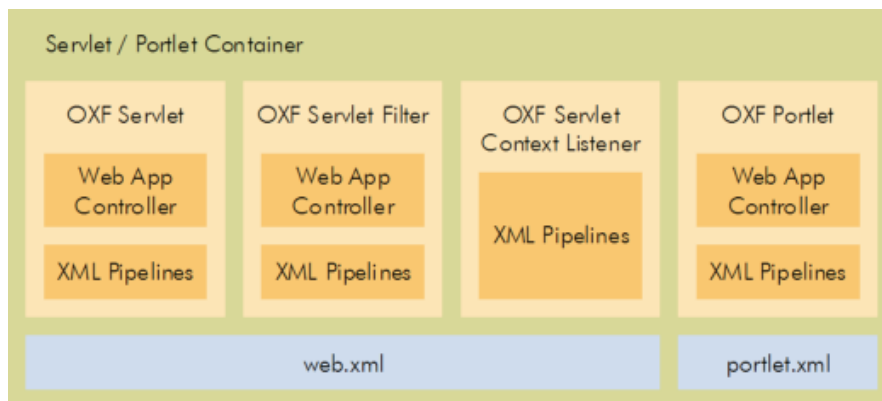 Servlet / Portlet Container
OXF Servlet
Web App
Controller
XML Pipelines
OXF Servlet Filter
Web App
Controller
XML Pipelines
OXF Servlet
Context Listener
XML Pipelines
OXF Portlet
Web App
Controller
XML Pipelines
web.xml
portlet.xml